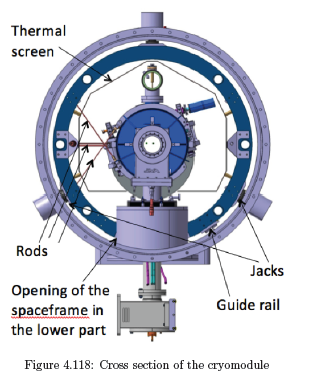 Thermal
screen
Rods
Jacks
Opening of the
spaceframe in
the lower part
Guide rail
Figure 4.118: Cross section of the cryomodule